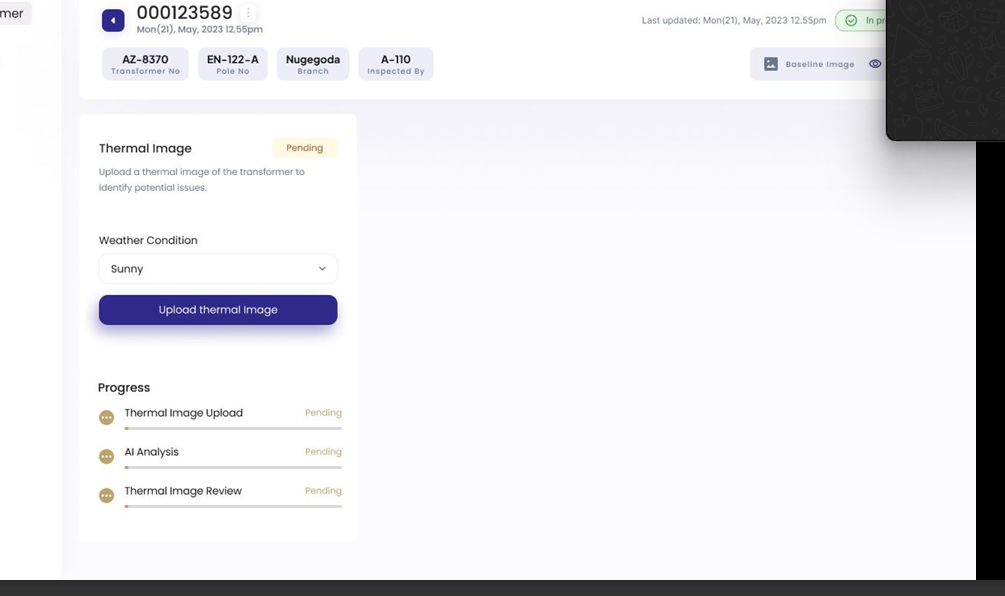 mer
000123589
Mon(21), May, 2023 12.55pm
Last updated: Mon(21), May, 2023 12.55pm
In pr
AZ-8370
Transformer No
EN-122-A
Pole No
Nugegoda
Branch
A-110
Inspected By
Baseline Image
Thermal Image
Pending
Upload a thermal image of the transformer to
identify potential issues.
Weather Condition
Sunny
Upload thermal Image
Progress
Thermal Image Upload
Pending
AI Analysis
Pending
Thermal Image Review
Pending